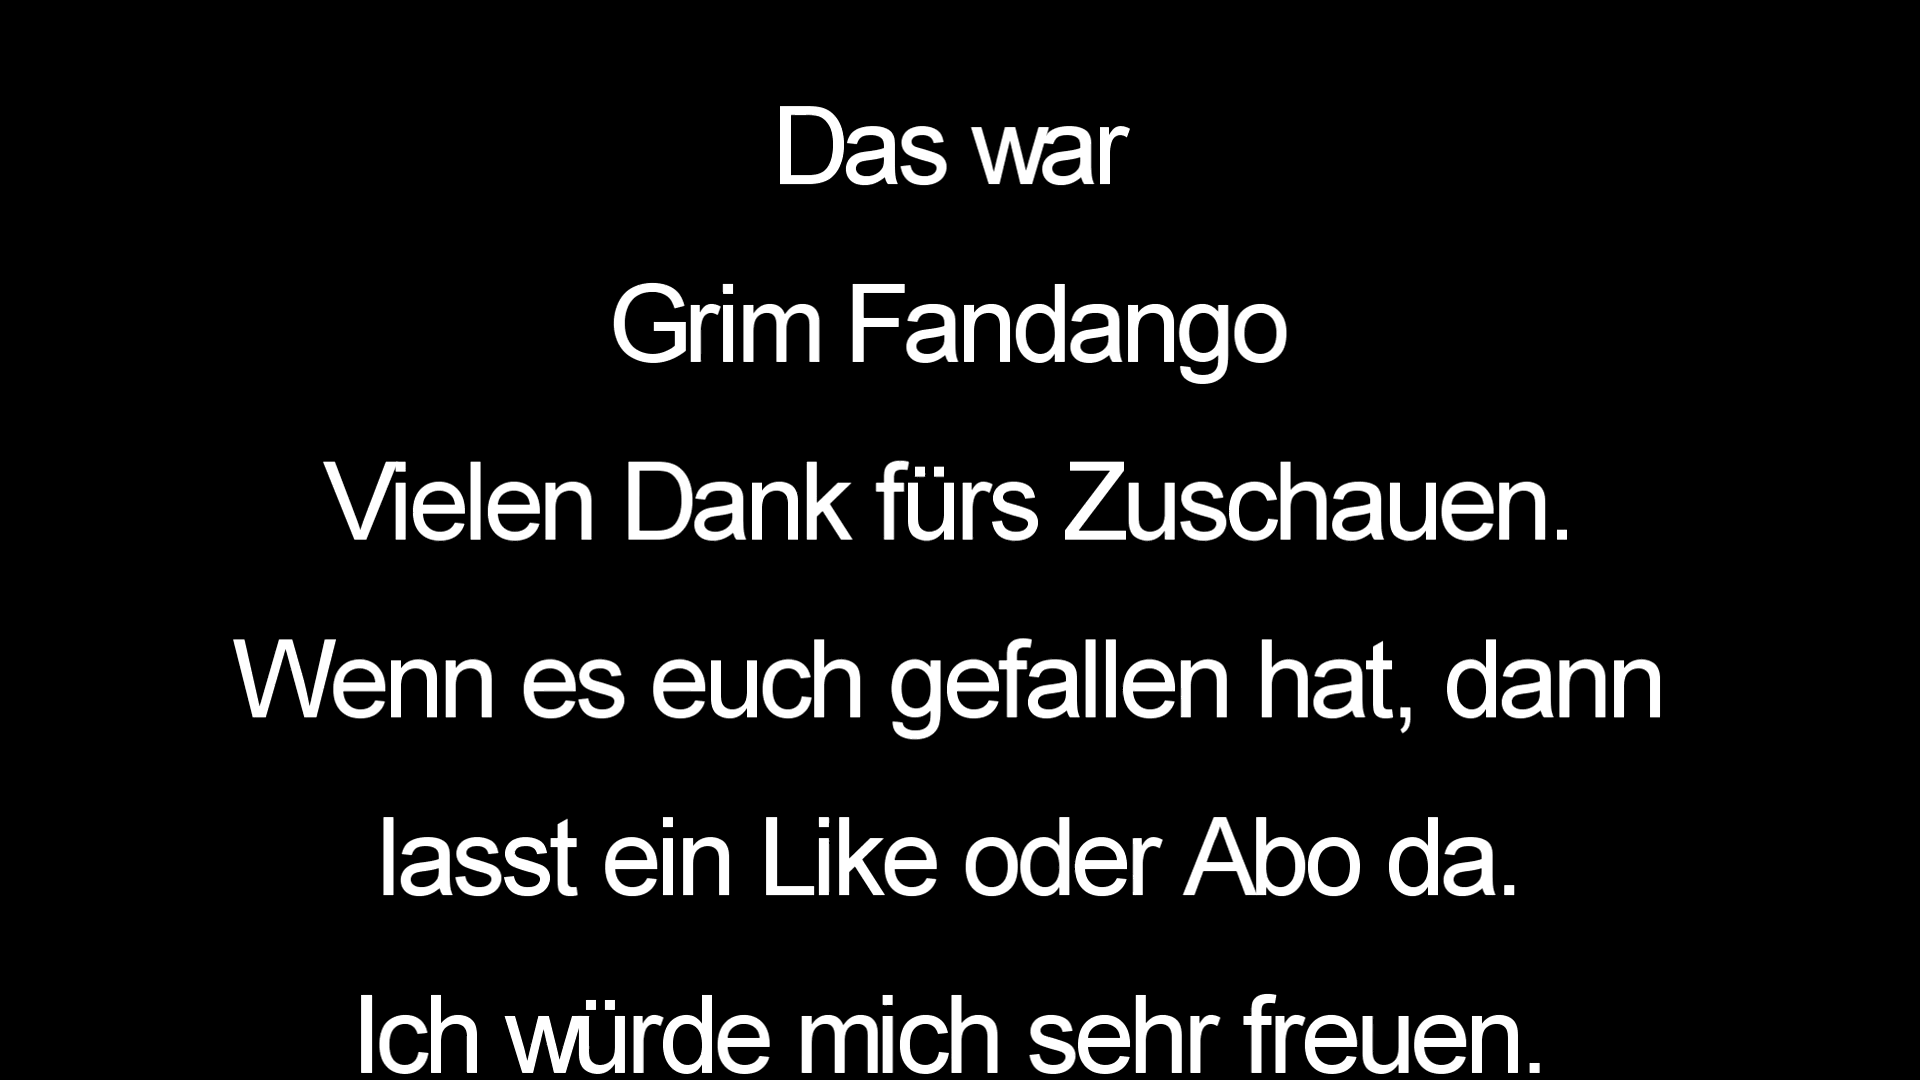 Das war
Grim Fandango
Vielen Dank fürs Zuschauen.
Wenn es euch gefallen hat, dann
lasst ein Like oder Abo da.
Ich würde mich sehr freuen.